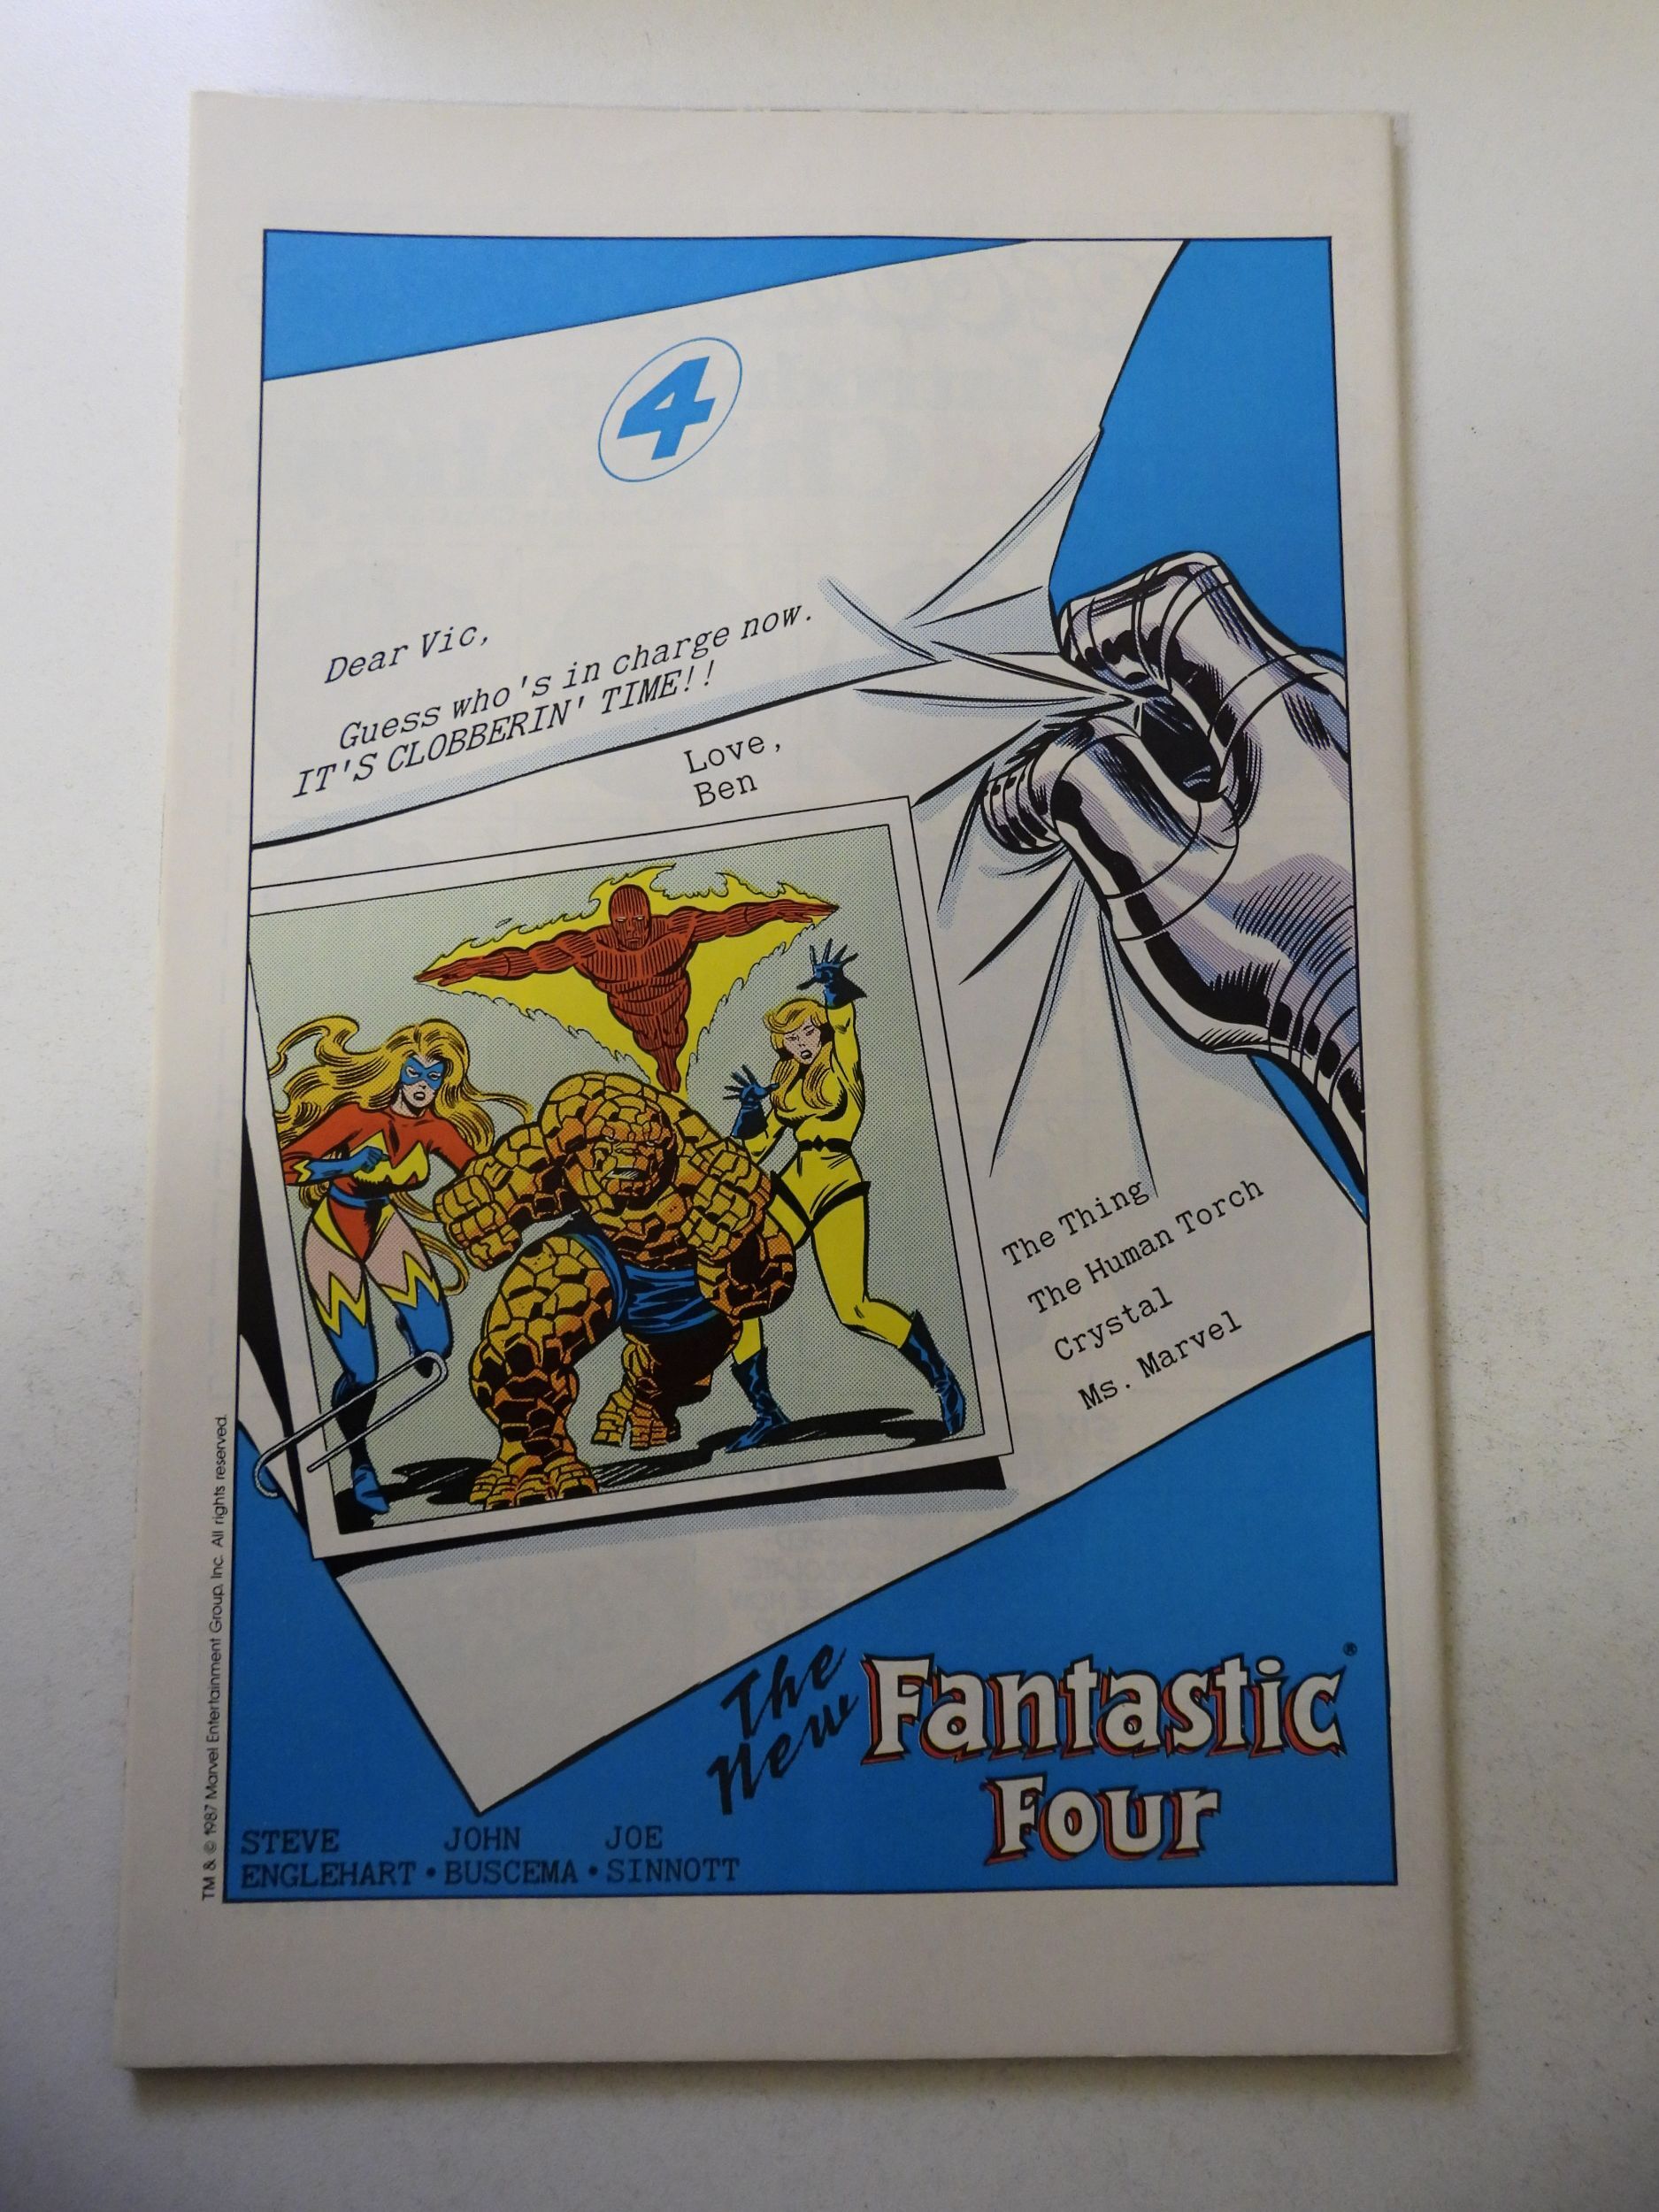 4
Dear Vic,
Guess who's in charge now.
IT'S CLOBBERIN' TIME!!
Love,
Ben
The Thing
The Human Torch
Crystal
Ms. Marvel
The
New
Fantastic®
Four
STEVE JOHN JOE
ENGLEHART • BUSCEMA • SINNOTT
TM & © 1987 Marvel Entertainment Group, Inc. All rights reserved.